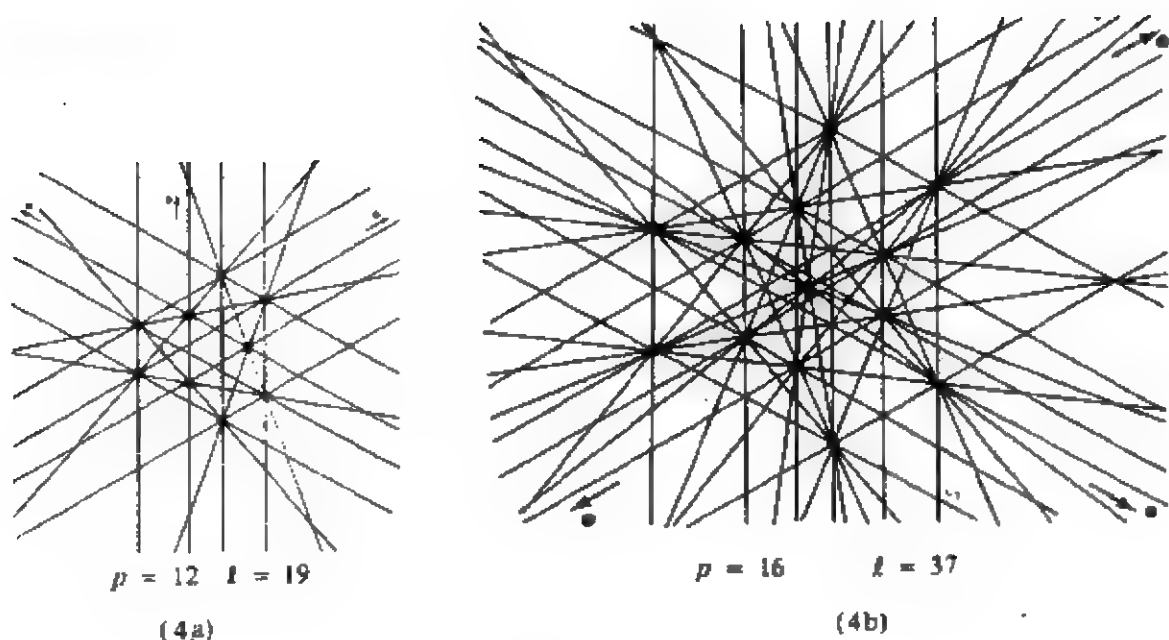 p = 12 ℓ = 19
(4a)
p = 16 ℓ = 37
(4b)